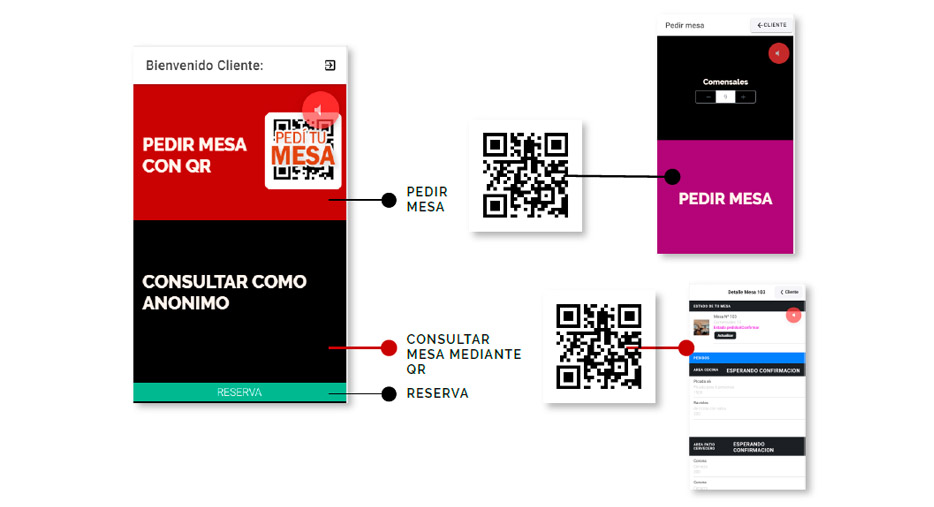 Bienvenido Cliente:
PEDIR MESA
CON QR
PEDÍ TU
MESA
CONSULTAR COMO
ANONIMO
RESERVA
PEDIR
MESA
CONSULTAR
MESA MEDIANTE
QR
RESERVA
Pedir mesa
CLIENTE
Comensales
PEDIR MESA
Detalle Mesa 103
Cliente
ESTADO DE TU MESA
Mesa N° 103
Actualizar
PEDIDOS
AREA COCINA
ESPERANDO CONFIRMACION
AREA PATIO
CERVECERO
ESPERANDO
CONFIRMACION